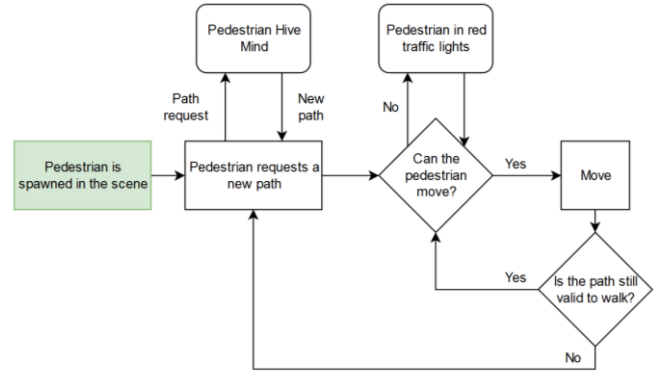 Pedestrian Hive
Mind
Pedestrian in red
traffic lights
Path
request
New
path
No
Pedestrian is
spawned in the scene
Pedestrian requests a
new path
Can the
pedestrian
move?
Yes
Move
Yes
Is the path still
valid to walk?
No